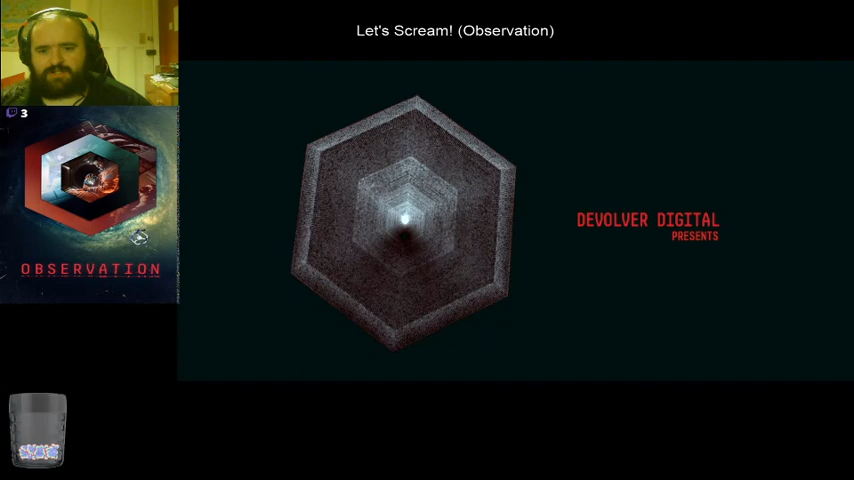 Let's Scream! (Observation)
3
OBSERVATION
DEVOLVER DIGITAL
PRESENTS